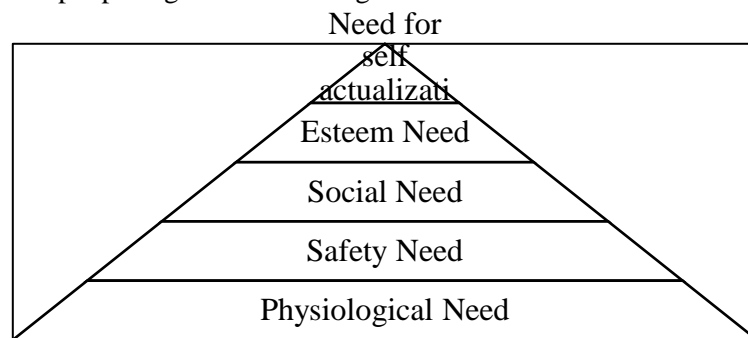 Need for
self
actualizati
Esteem Need
Social Need
Safety Need
Physiological Need